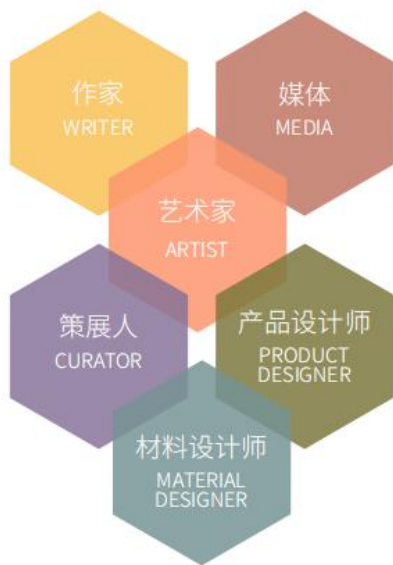 作家
WRITER
媒体
MEDIA
艺术家
ARTIST
策展人
CURATOR
产品设计师
PRODUCT
DESIGNER
材料设计师
MATERIAL
DESIGNER